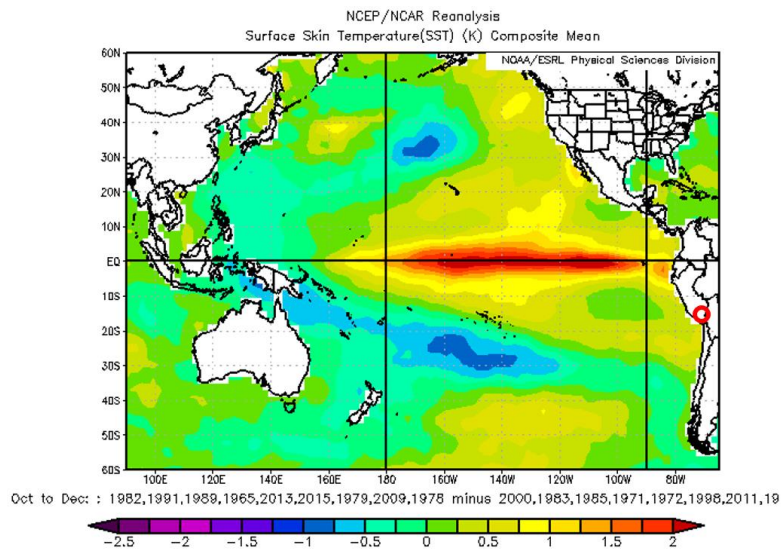 NCEP/NCAR Reanalysis
Surface Skin Temperature(SST) (K) Composite Mean
NOAA/ESRL Physical Sciences Division
60N
50N
40N
30N
20N
10N
EQ
10S
20S
30S
40S
50S
60S
100E 120E 140E 160E 180 160W 140W 120W 100W 80W
Oct to Dec: : 1982,1991,1989,1965,2013,2015,1979,2009,1978 minus 2000,1983,1985,1971,1972,1998,2011,19
-2.5 -2 -1.5 -1 -0.5 0 0.5 1 1.5 2